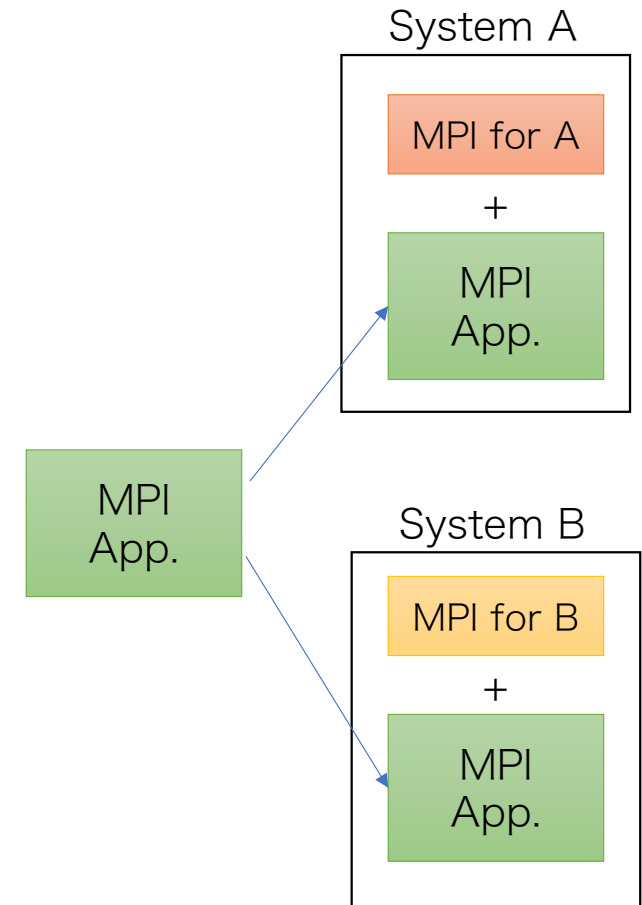 System A
MPI for A
+
MPI
App.
MPI
App.
System B
MPI for B
+
MPI
App.